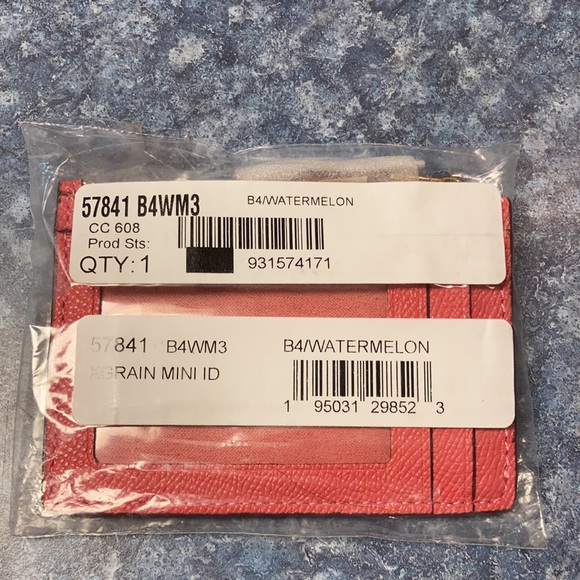 57841 B4WM3 B4/WATERMELON
CC 608
Prod Sts:
QTY: 1 931574171
57841 B4WM3 B4/WATERMELON
XGRAIN MINI ID
1 95031 29852 3